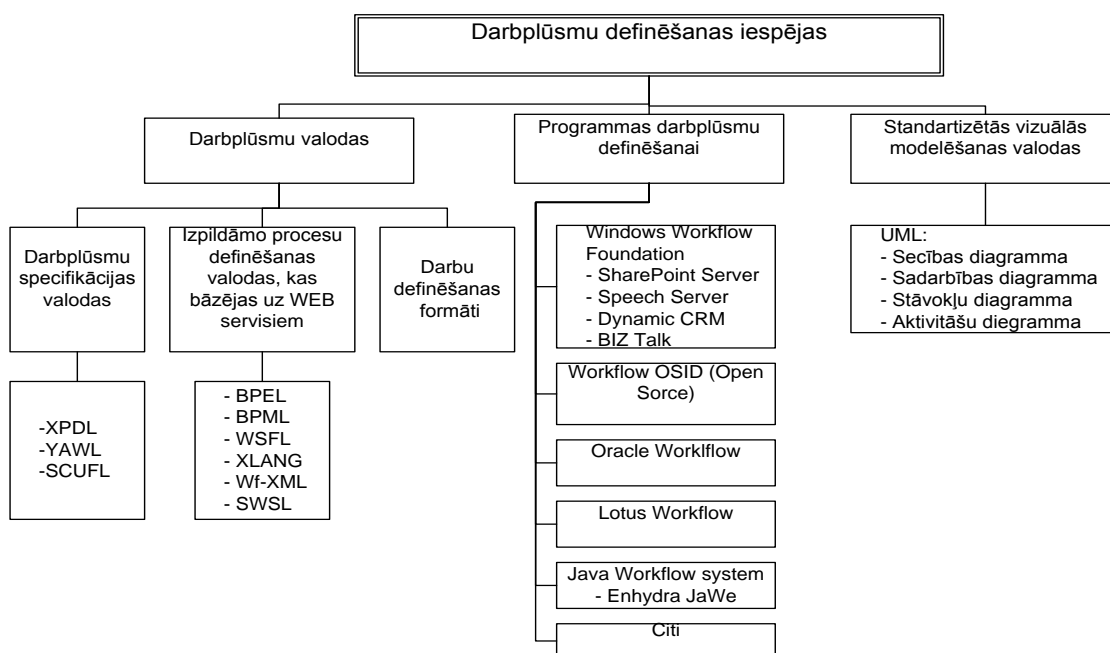 Darbplūsmu definēšanas iespējas
Darbplūsmu valodas
Programmas darbplūsmu
definēšanai
Standartizētās vizuālās
modelēšanas valodas
Darbplūsmu
specifikācijas
valodas
Izpildāmo procesu
definēšanas
valodas, kas
bāzējas uz WEB
servisiem
Darbu
definēšanas
formāti
-XPDL
-YAWL
-SCUFL
- BPEL
- BPML
- WSFL
- XLANG
- Wf-XML
- SWSL
Windows Workflow
Foundation
- SharePoint Server
- Speech Server
- Dynamic CRM
- BIZ Talk
Workflow OSID (Open
Sorce)
Oracle Worklflow
Lotus Workflow
Java Workflow system
- Enhydra JaWe
Citi
UML:
- Secības diagramma
- Sadarbības diagramma
- Stāvokļu diagramma
- Aktivitāšu diegramma